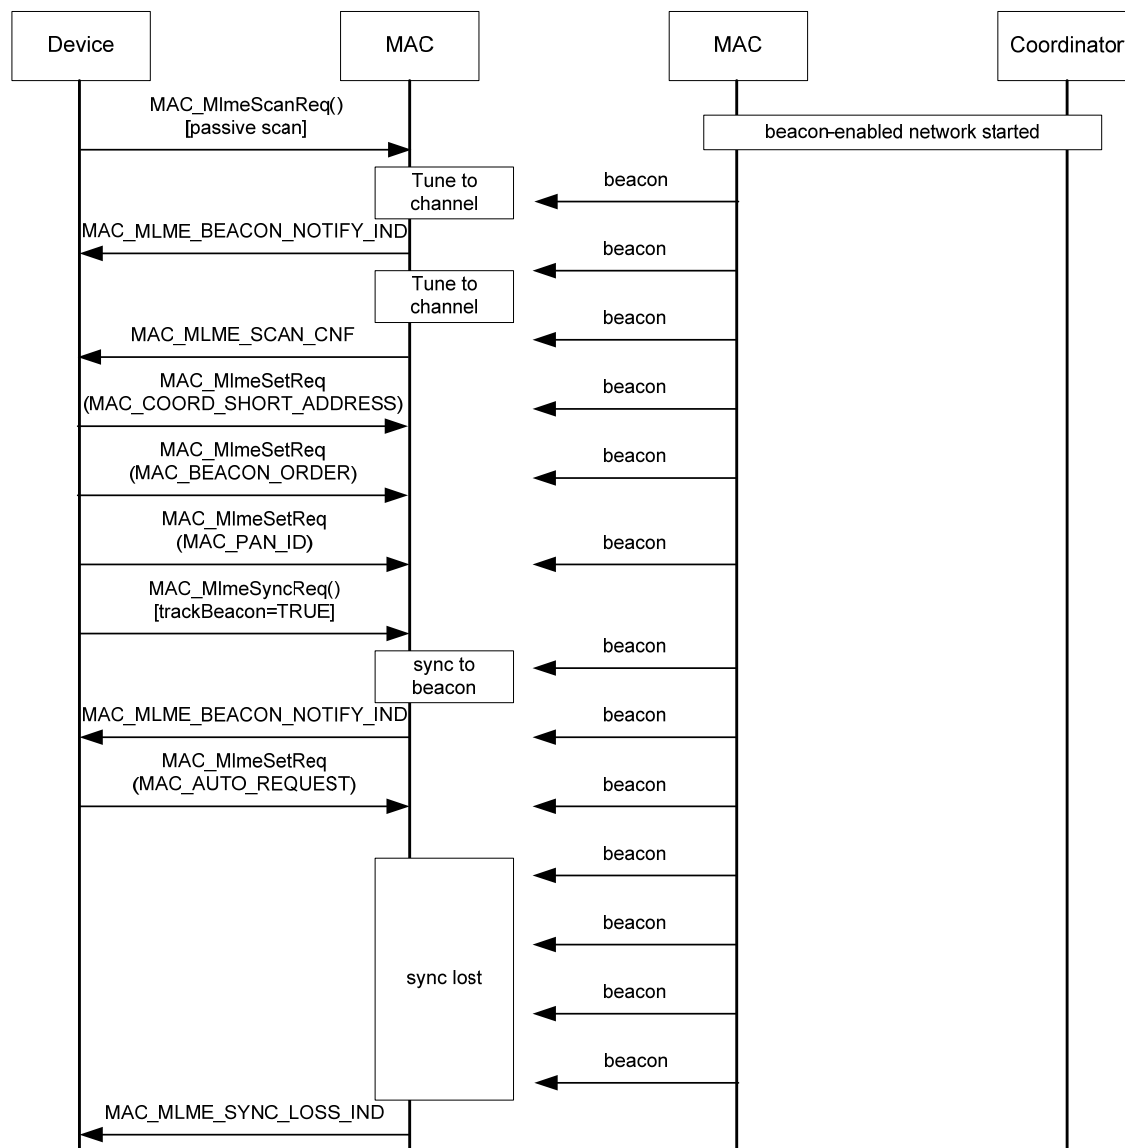 Device
MAC
MAC
Coordinator
MAC_MlmeScanReq()
[passive scan]
beacon-enabled network started
Tune to
channel
beacon
MAC_MLME_BEACON_NOTIFY_IND
beacon
Tune to
channel
beacon
MAC_MLME_SCAN_CNF
MAC_MlmeSetReq
(MAC_COORD_SHORT_ADDRESS)
beacon
MAC_MlmeSetReq
(MAC_BEACON_ORDER)
beacon
MAC_MlmeSetReq
(MAC_PAN_ID)
beacon
MAC_MlmeSyncReq()
[trackBeacon=TRUE]
beacon
sync to
beacon
MAC_MLME_BEACON_NOTIFY_IND
beacon
MAC_MlmeSetReq
(MAC_AUTO_REQUEST)
beacon
beacon
beacon
sync lost
beacon
beacon
MAC_MLME_SYNC_LOSS_IND